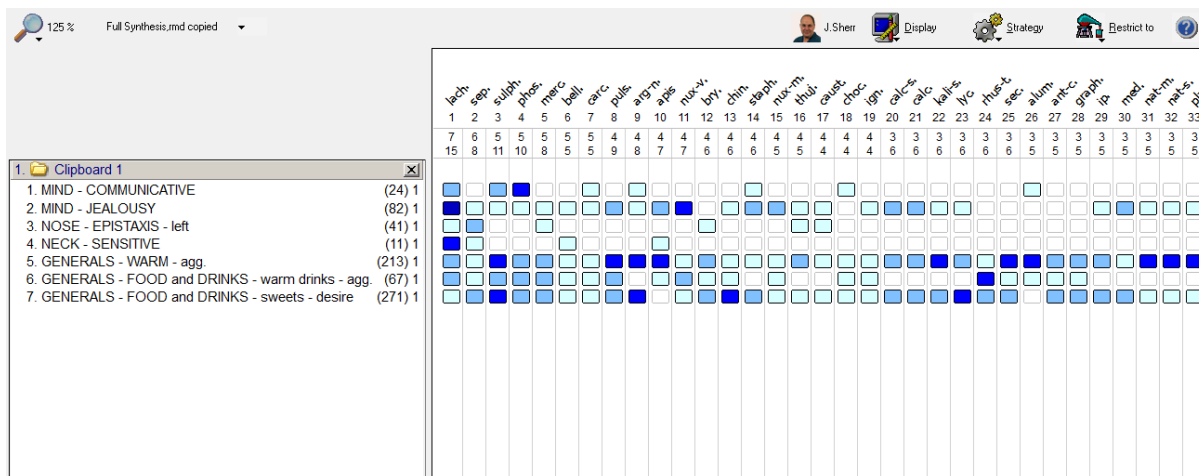 125 %
Full Synthesis,rmd copied
J.Sherr
Display
Strategy
Restrict to
lach. sep. sulph. phos. merc. bell. carc. puls. arg-n. apis nux-v. bry. chin. staph. nux-m. thuj. caust. choc. ign. calc-s. calc. kali-s. lyc. rhus-t. sec. alum. ant-c. graph. ip. med. nat-m. nat-s.
1 2 3 4 5 6 7 8 9 10 11 12 13 14 15 16 17 18 19 20 21 22 23 24 25 26 27 28 29 30 31 32 33
7 6 5 5 5 5 5 4 4 4 4 4 4 4 4 4 4 4 4 3 3 3 3 3 3 3 3 3 3 3 3 3 3
15 8 11 10 8 5 5 9 8 7 7 6 6 6 5 5 4 4 4 6 6 6 6 6 6 5 5 5 5 5 5 5 5
1. Clipboard 1
1. MIND - COMMUNICATIVE (24) 1
2. MIND - JEALOUSY (82) 1
3. NOSE - EPISTAXIS - left (41) 1
4. NECK - SENSITIVE (11) 1
5. GENERALS - WARM - agg. (213) 1
6. GENERALS - FOOD and DRINKS - warm drinks - agg. (67) 1
7. GENERALS - FOOD and DRINKS - sweets - desire (271) 1